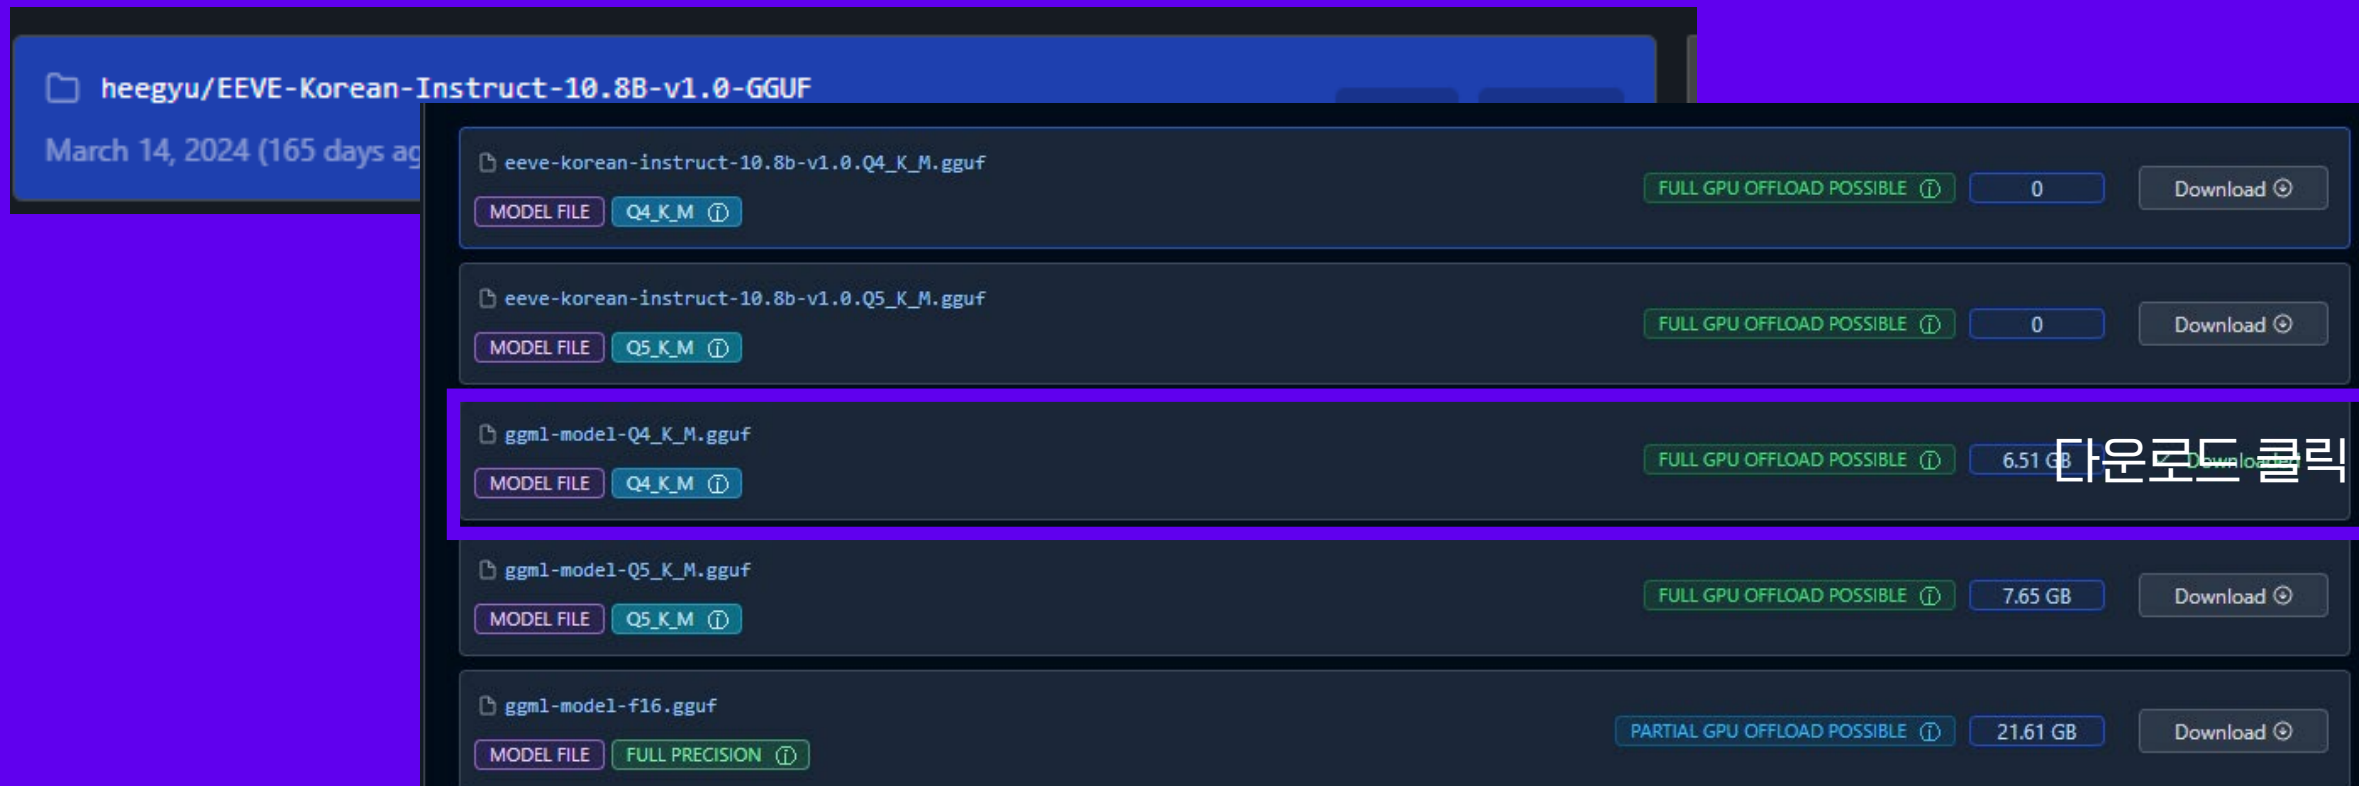 heegyu/EEVE-Korean-Instruct-10.8B-v1.0-GGUF
March 14, 2024 (165 days ag
eeve-korean-instruct-10.8b-v1.0.Q4_K_M.gguf
MODEL FILE Q4_K_M
FULL GPU OFFLOAD POSSIBLE 0 Download
eeve-korean-instruct-10.8b-v1.0.Q5_K_M.gguf
MODEL FILE Q5_K_M
FULL GPU OFFLOAD POSSIBLE 0 Download
ggml-model-Q4_K_M.gguf
MODEL FILE Q4_K_M
FULL GPU OFFLOAD POSSIBLE 6.51 GB Downloaded
다운로드 클릭
ggml-model-Q5_K_M.gguf
MODEL FILE Q5_K_M
FULL GPU OFFLOAD POSSIBLE 7.65 GB Download
ggml-model-f16.gguf
MODEL FILE FULL PRECISION
PARTIAL GPU OFFLOAD POSSIBLE 21.61 GB Download